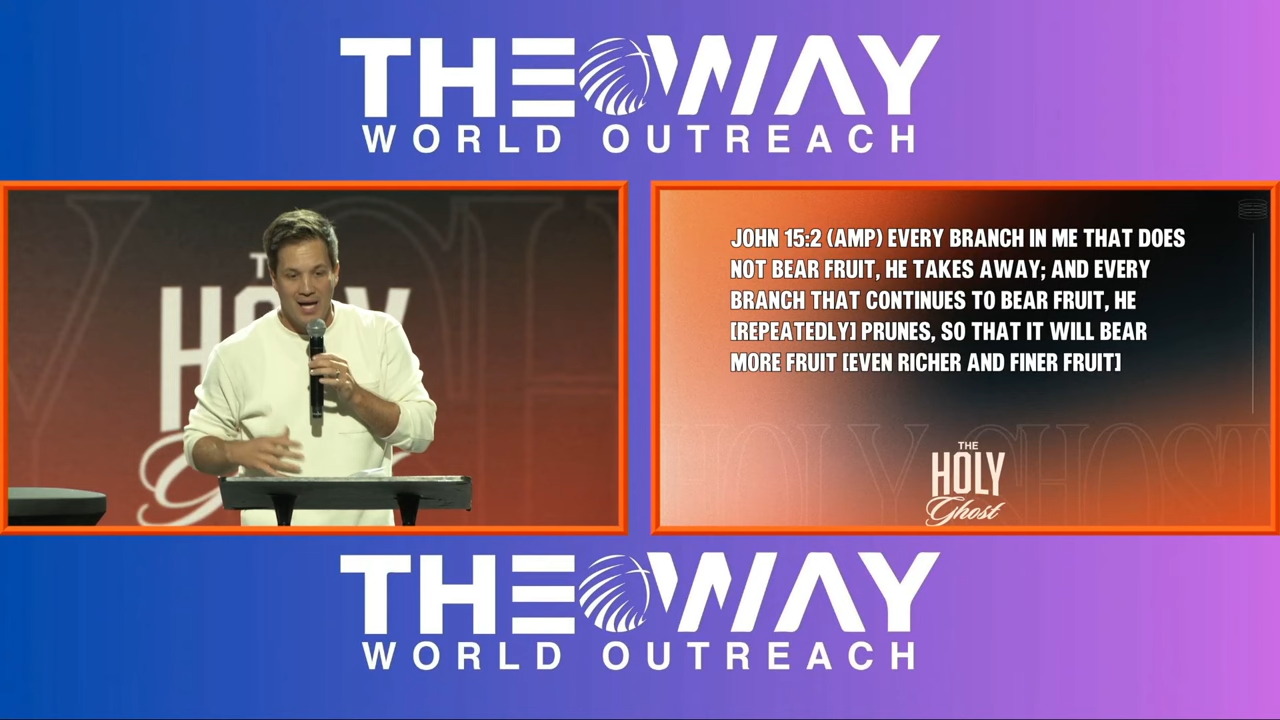 THE WAY
WORLD OUTREACH
JOHN 15:2 (AMP) EVERY BRANCH IN ME THAT DOES
NOT BEAR FRUIT, HE TAKES AWAY; AND EVERY
BRANCH THAT CONTINUES TO BEAR FRUIT, HE
[REPEATEDLY] PRUNES, SO THAT IT WILL BEAR
MORE FRUIT [EVEN RICHER AND FINER FRUIT]
HOLY GHOST
THE
HOLY
Ghost
THE WAY
WORLD OUTREACH